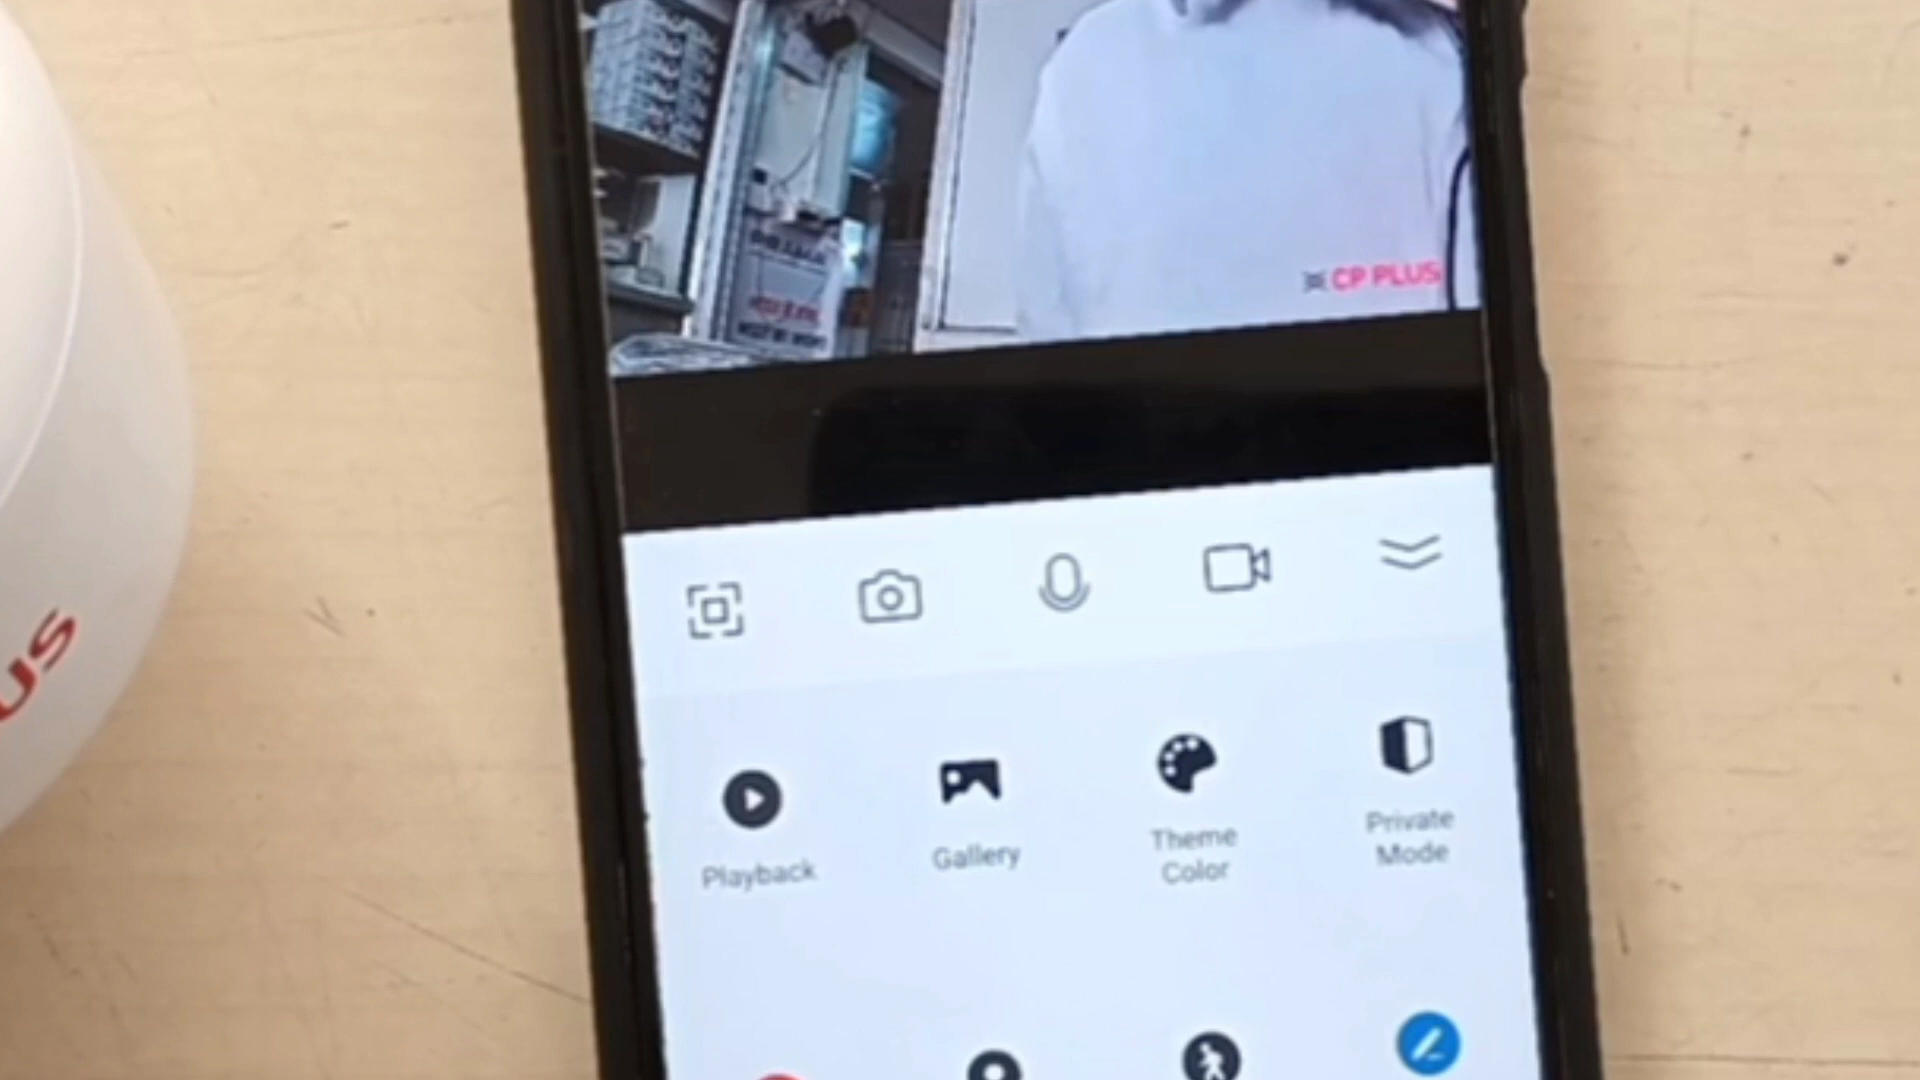 CP PLUS
US
Playback
Gallery
Theme
Color
Private
Mode